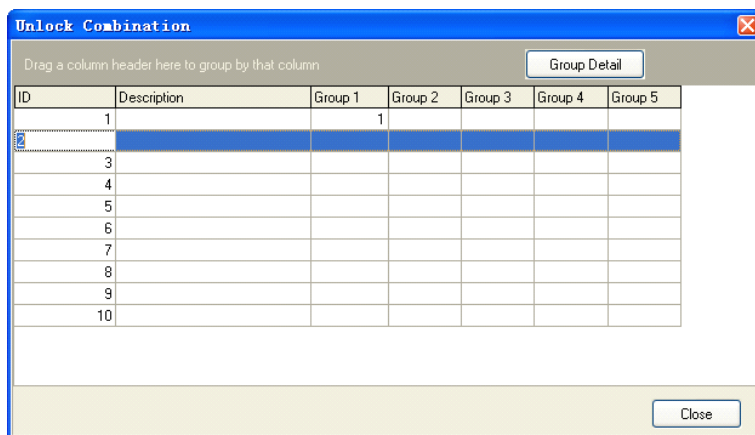 Unlock Combination
Drag a column header here to group by that column Group Detail
ID Description Group 1 Group 2 Group 3 Group 4 Group 5
1 1
2
3
4
5
6
7
8
9
10
Close